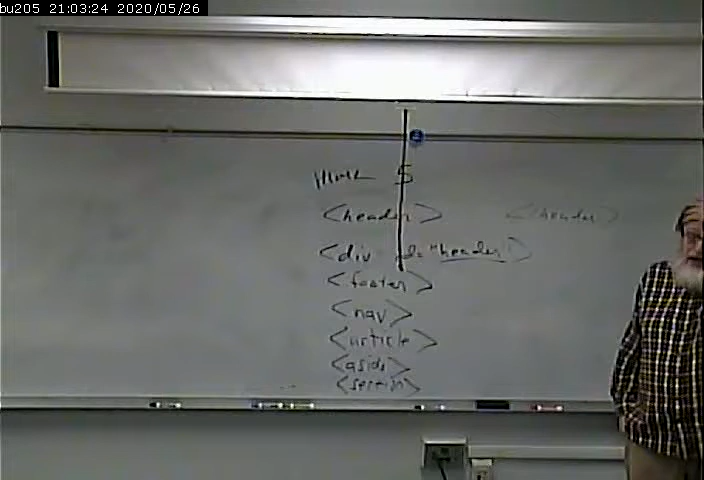 bu205 21:03:24 2020/05/26
HTML 5
<header> </header>
<div id="header">
<footer>
<nav>
<article>
<aside>
<section>